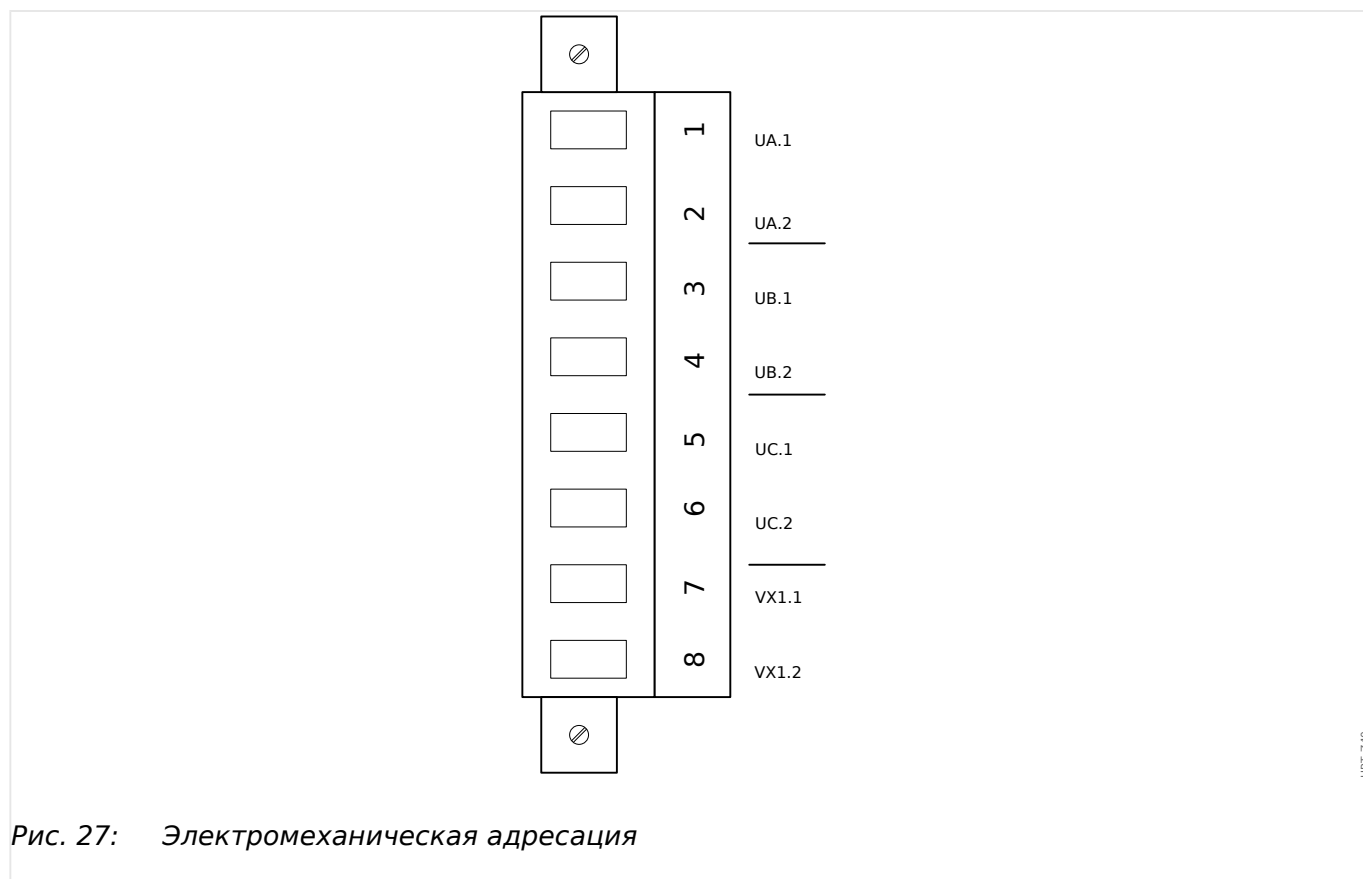 1 UA.1
2 UA.2
3 UB.1
4 UB.2
5 UC.1
6 UC.2
7 VX1.1
8 VX1.2
Рис. 27: Электромеханическая адресация